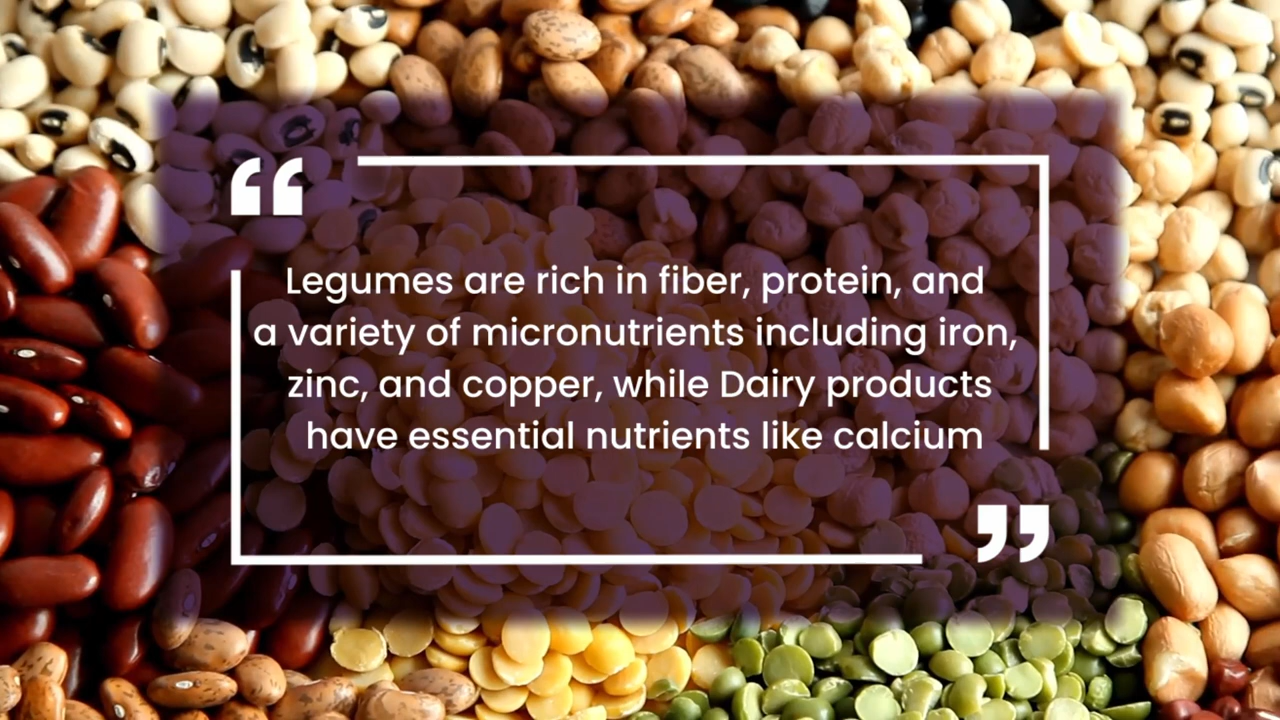 “
Legumes are rich in fiber, protein, and
a variety of micronutrients including iron,
zinc, and copper, while Dairy products
have essential nutrients like calcium
”